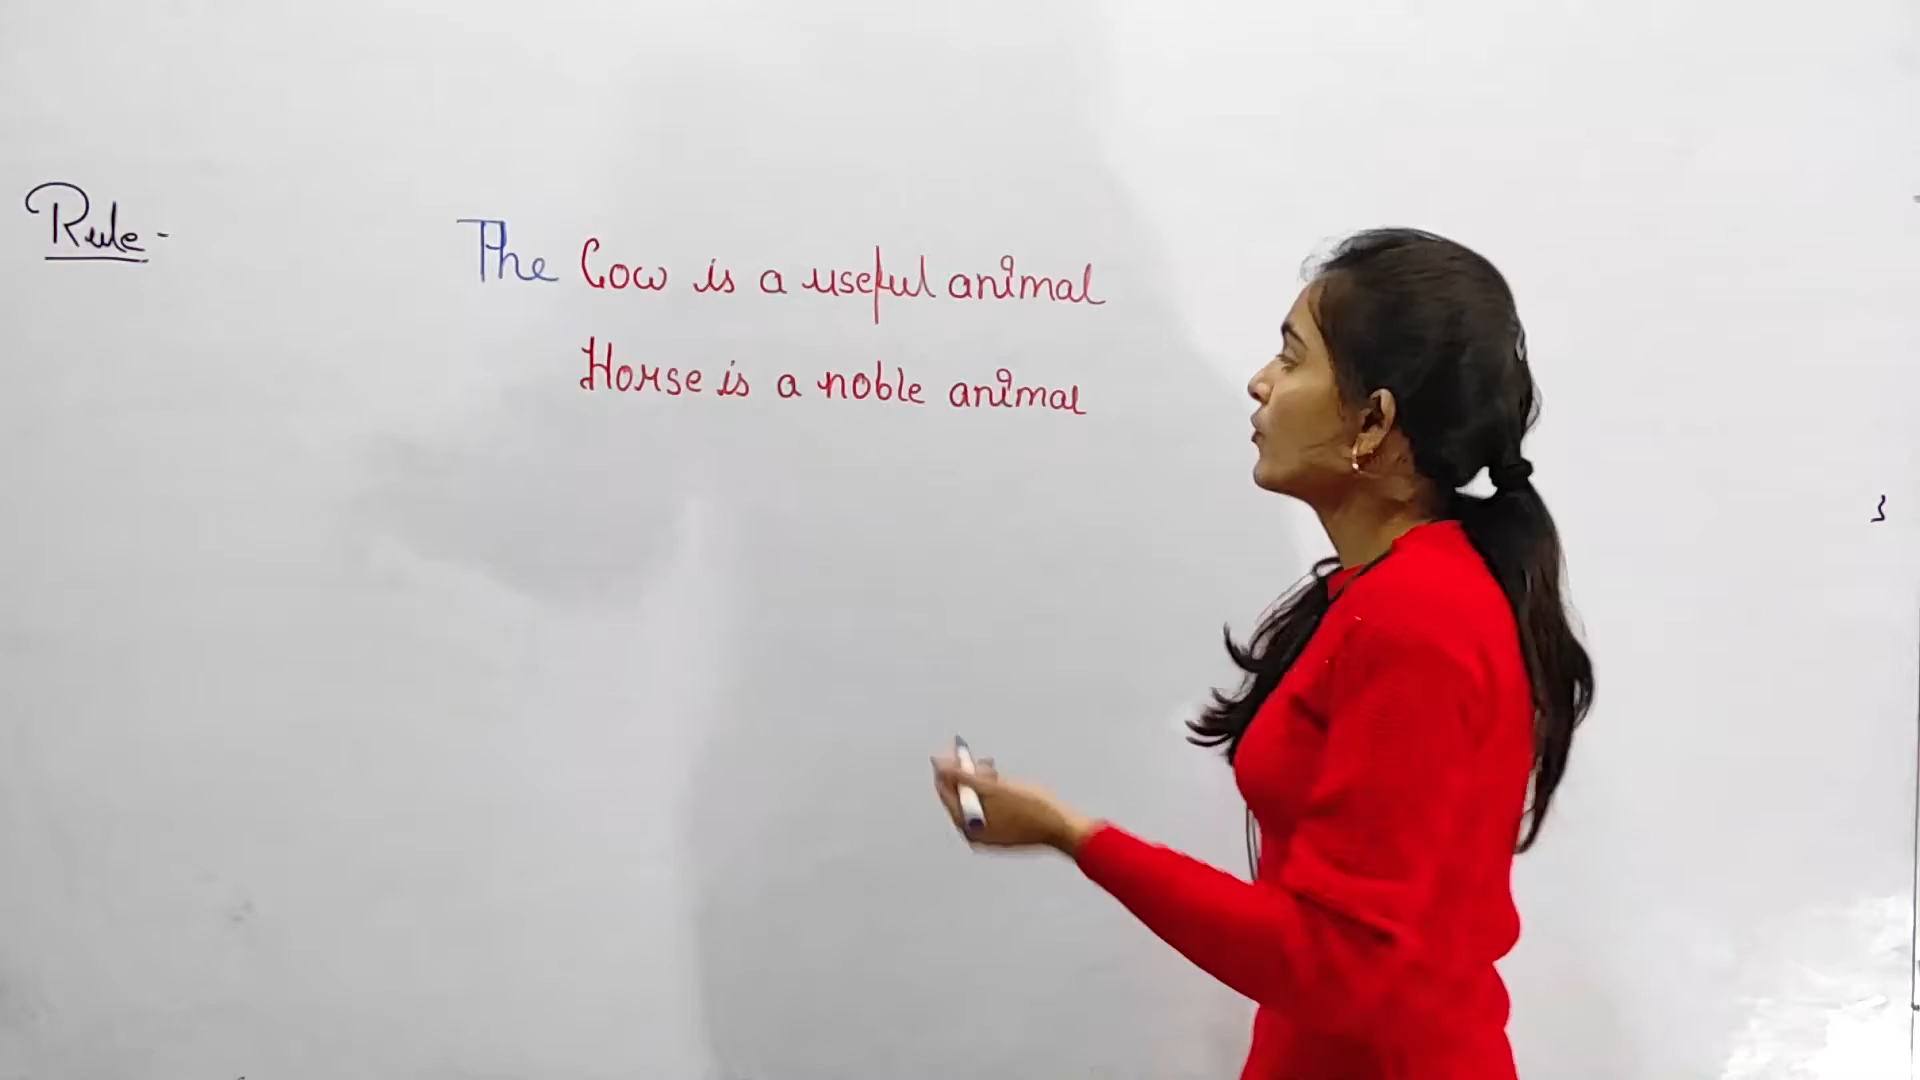 Rule -
The Cow is a useful animal
Horse is a noble animal